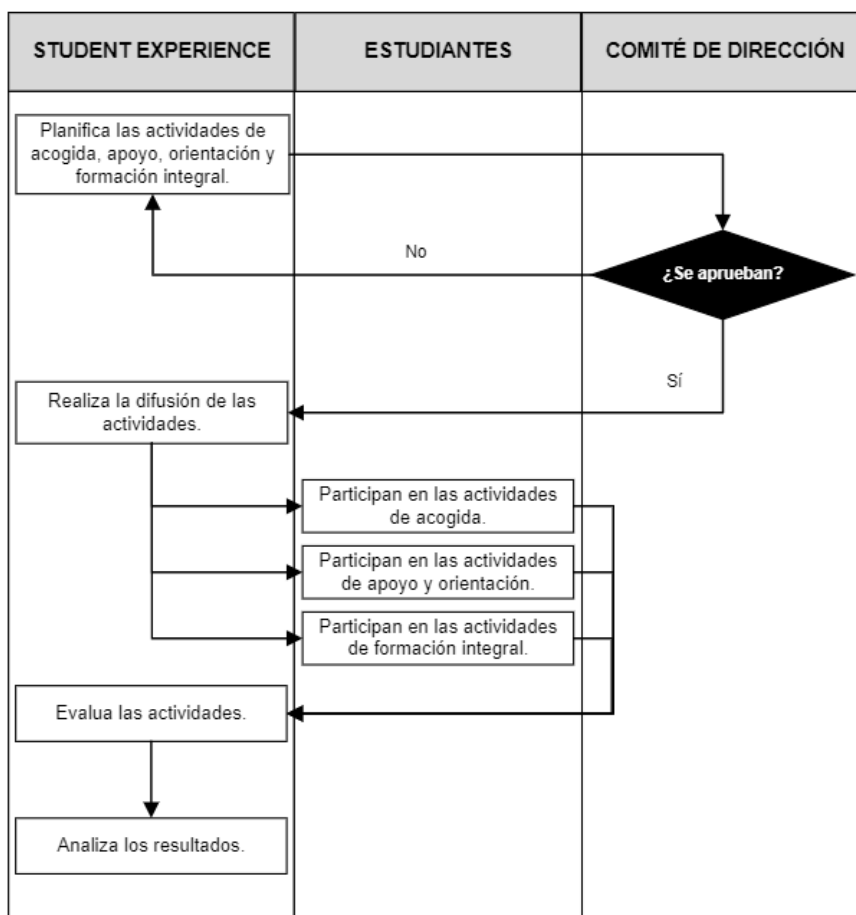 STUDENT EXPERIENCE
ESTUDIANTES
COMITÉ DE DIRECCIÓN
Planifica las actividades de
acogida, apoyo, orientación y
formación integral.
No
¿Se aprueban?
Sí
Realiza la difusión de las
actividades.
Participan en las actividades
de acogida.
Participan en las actividades
de apoyo y orientación.
Participan en las actividades
de formación integral.
Evalua las actividades.
Analiza los resultados.